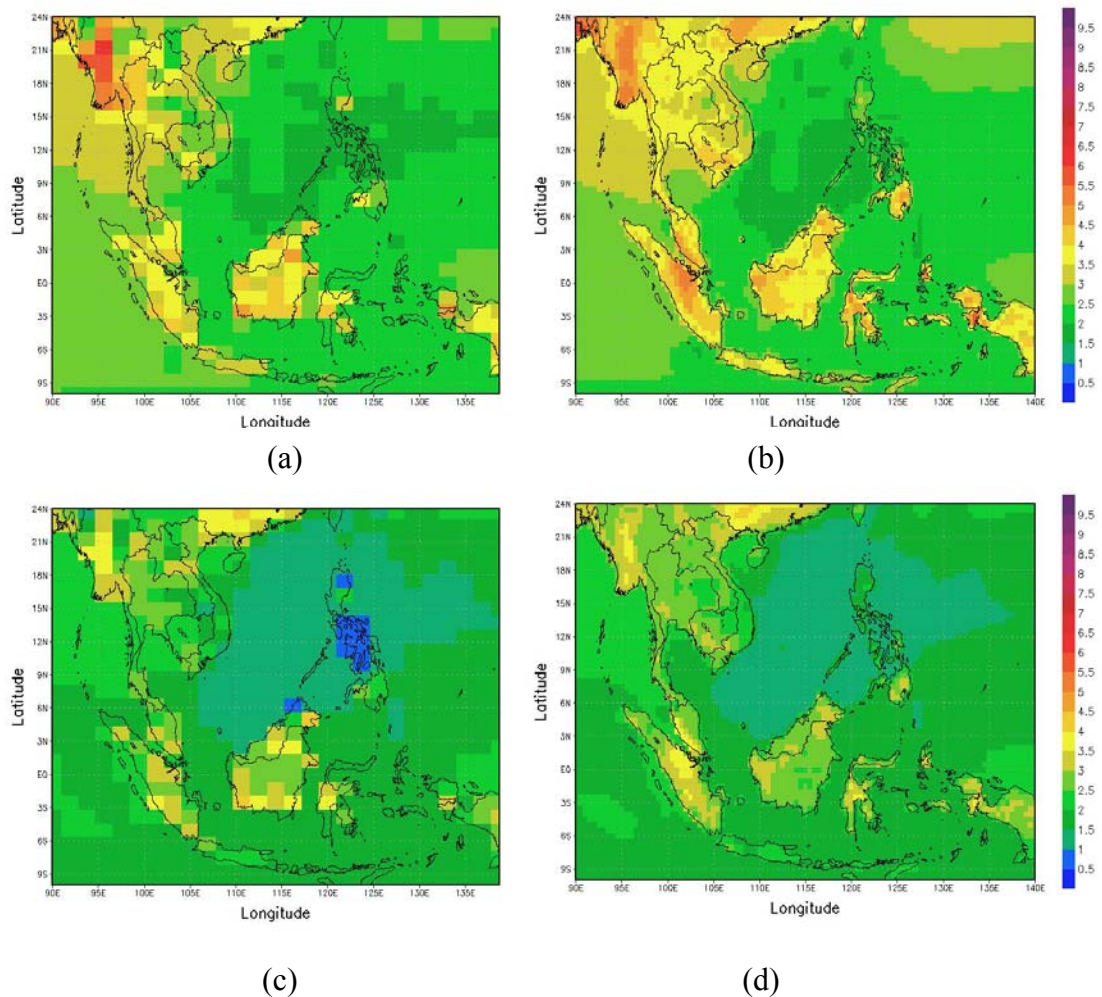 24N
21N
18N
15N
12N
9N
6N
3N
EQ
3S
6S
9S
Latitude
90E 95E 100E 105E 110E 115E 120E 125E 130E 135E
Longitude
(a)
24N
21N
18N
15N
12N
9N
6N
3N
EQ
3S
6S
9S
Latitude
90E 95E 100E 105E 110E 115E 120E 125E 130E 135E 140E
Longitude
(b)
9.5
9
8.5
8
7.5
7
6.5
6
5.5
5
4.5
4
3.5
3
2.5
2
1.5
1
0.5
24N
21N
18N
15N
12N
9N
6N
3N
EQ
3S
6S
9S
Latitude
90E 95E 100E 105E 110E 115E 120E 125E 130E 135E
Longitude
(c)
24N
21N
18N
15N
12N
9N
6N
3N
EQ
3S
6S
9S
Latitude
90E 95E 100E 105E 110E 115E 120E 125E 130E 135E 140E
Longitude
(d)
9.5
9
8.5
8
7.5
7
6.5
6
5.5
5
4.5
4
3.5
3
2.5
2
1.5
1
0.5